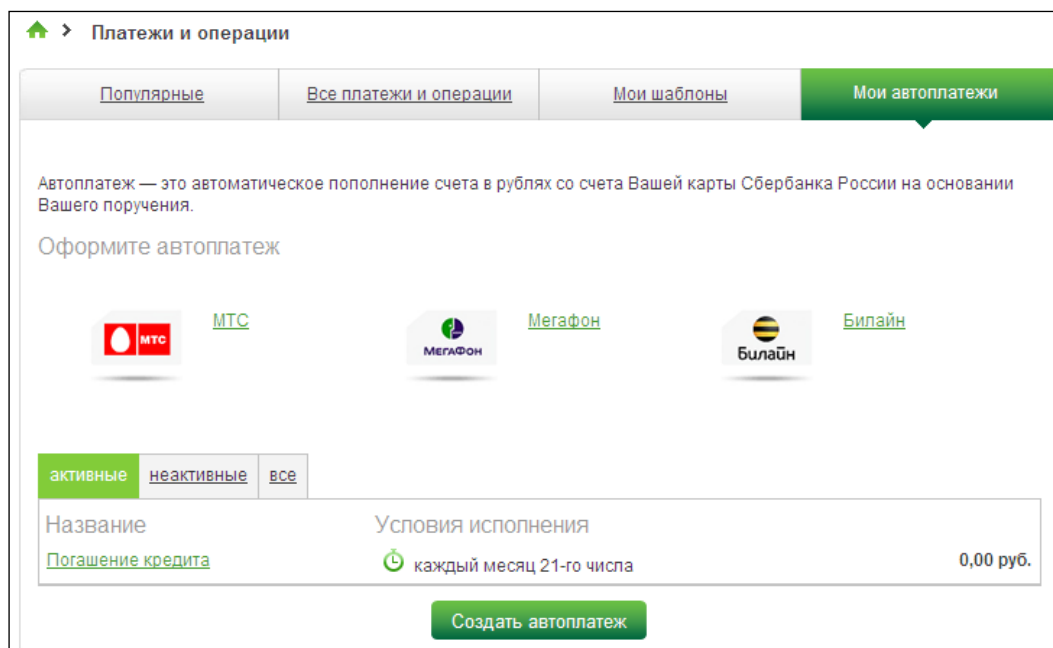 Платежи и операции
Популярные Все платежи и операции Мои шаблоны Мои автоплатежи
Автоплатеж — это автоматическое пополнение счета в рублях со счета Вашей карты Сбербанка России на основании
Вашего поручения.
Оформите автоплатеж
МТС МТС МЕГАФОН Мегафон Билайн Билайн
активные неактивные все
Название Условия исполнения
Погашение кредита каждый месяц 21-го числа 0,00 руб.
Создать автоплатеж